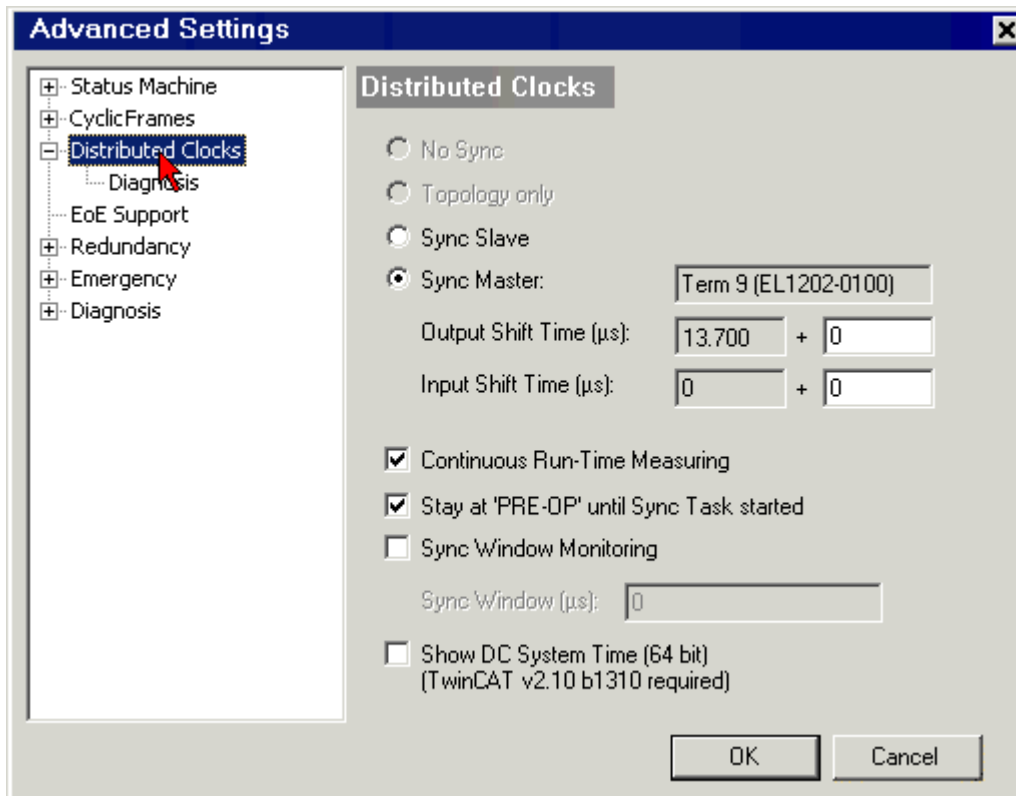 Advanced Settings
Status Machine
CyclicFrames
Distributed Clocks
Diagnosis
EoE Support
Redundancy
Emergency
Diagnosis
Distributed Clocks
No Sync
Topology only
Sync Slave
Sync Master: Term 9 (EL1202-0100)
Output Shift Time (µs): 13.700 + 0
Input Shift Time (µs): 0 + 0
Continuous Run-Time Measuring
Stay at 'PRE-OP' until Sync Task started
Sync Window Monitoring
Sync Window (µs): 0
Show DC System Time (64 bit)
(TwinCAT v2.10 b1310 required)
OK Cancel